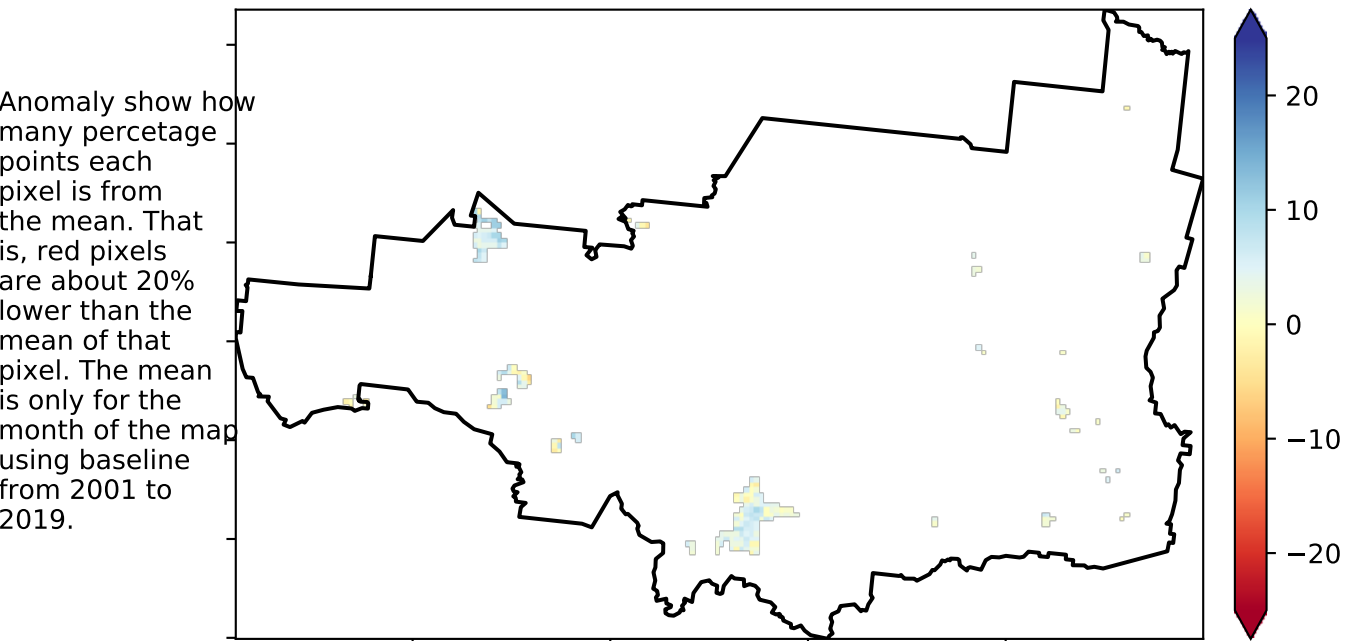 Anomaly show how
many percetage
points each
pixel is from
the mean. That
is, red pixels
are about 20%
lower than the
mean of that
pixel. The mean
is only for the
month of the map
using baseline
from 2001 to
2019.
20
10
0
−10
−20